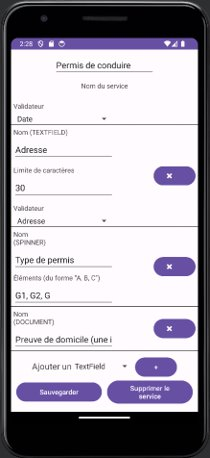 2:28
Permis de conduire
Nom du service
Validateur
Date
Nom (TEXTFIELD)
Adresse
Limite de caractères
30
Validateur
Adresse
Nom
(SPINNER)
Type de permis
Éléments (du forme "A, B, C")
G1, G2, G
Nom
(DOCUMENT)
Preuve de domicile (une i
Ajouter un TextField
+
Sauvegarder
Supprimer le
service